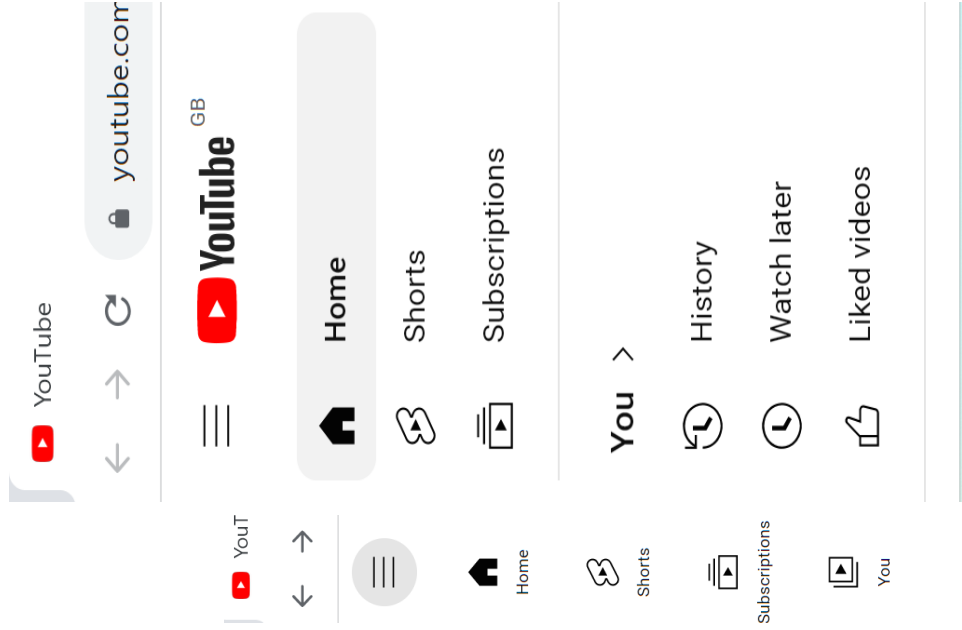 YouTube
youtube.com
YouTube GB
Home
Shorts
Subscriptions
You
History
Watch later
Liked videos
YouT
Home
Shorts
Subscriptions
You